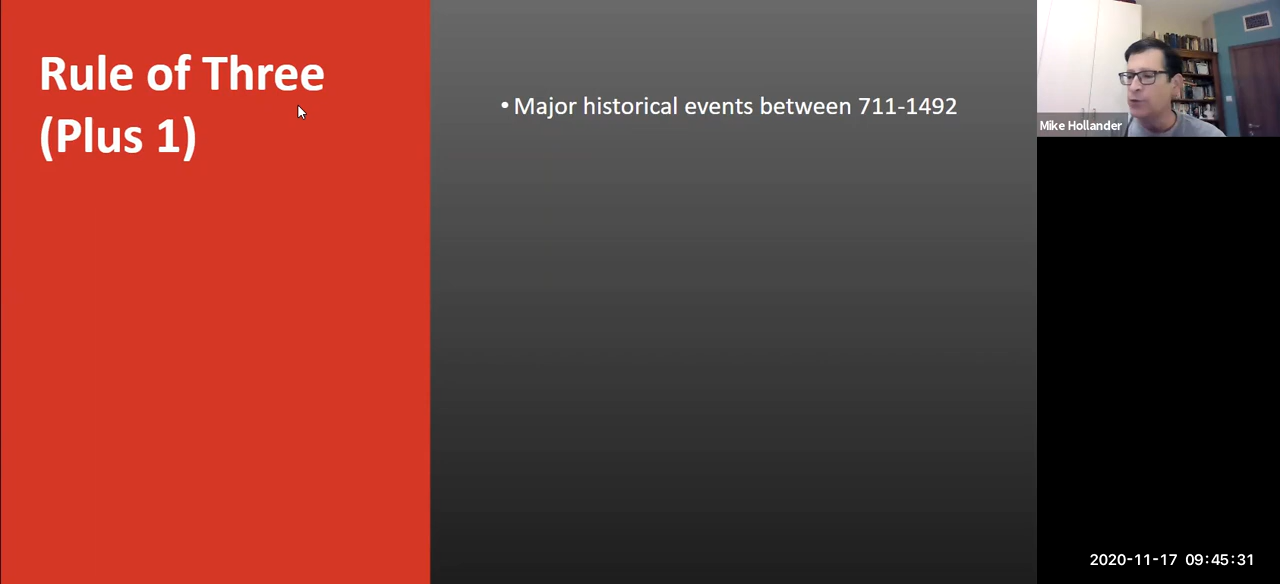 Rule of Three
(Plus 1)
• Major historical events between 711-1492
Mike Hollander
2020-11-17 09:45:31